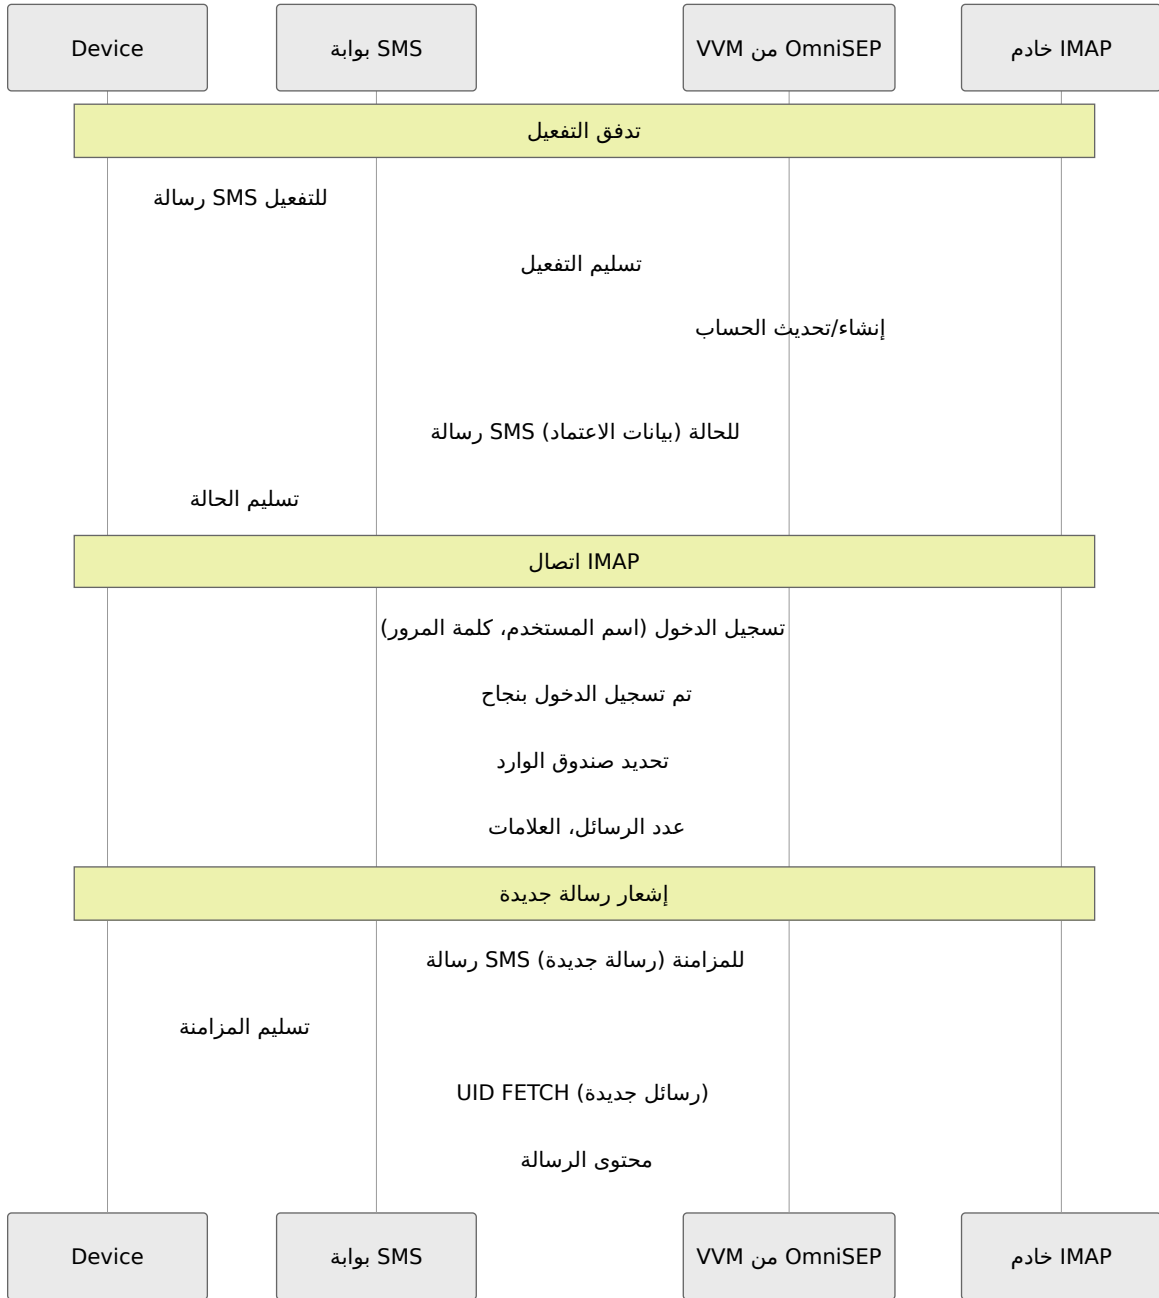 Device
بوابة SMS
VVM من OmniSEP
خادم IMAP
تدفق التفعيل
رسالة SMS للتفعيل
تسليم التفعيل
إنشاء/تحديث الحساب
رسالة SMS للحالة (بيانات الاعتماد)
تسليم الحالة
اتصال IMAP
تسجيل الدخول (اسم المستخدم، كلمة المرور)
تم تسجيل الدخول بنجاح
تحديد صندوق الوارد
عدد الرسائل، العلامات
إشعار رسالة جديدة
رسالة SMS للمزامنة (رسالة جديدة)
تسليم المزامنة
UID FETCH (رسائل جديدة)
محتوى الرسالة
Device
بوابة SMS
VVM من OmniSEP
خادم IMAP